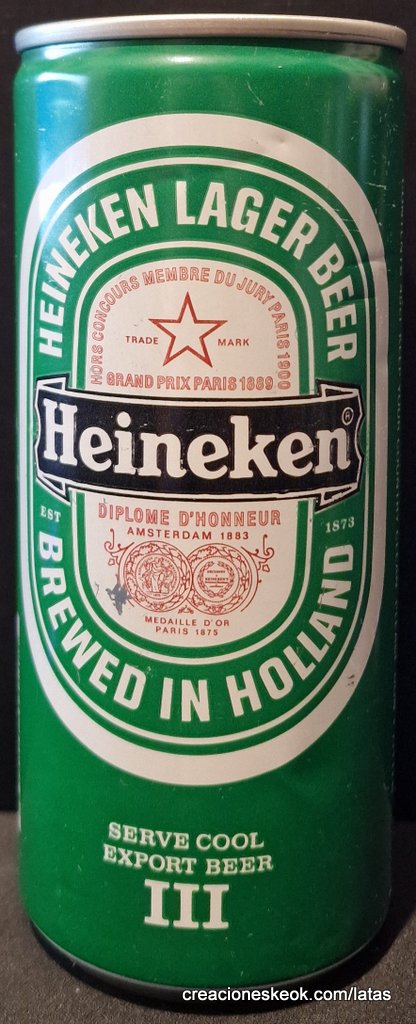 HEINEKEN LAGER BEER
HORS CONCOURS MEMBRE DU JURY PARIS 1900
TRADE MARK
GRAND PRIX PARIS 1889
Heineken®
DIPLOME D'HONNEUR
AMSTERDAM 1883
EST 1873
MEDAILLE D'OR
PARIS 1875
BREWED IN HOLLAND
SERVE COOL
EXPORT BEER
III
creacioneskeok.com/latas